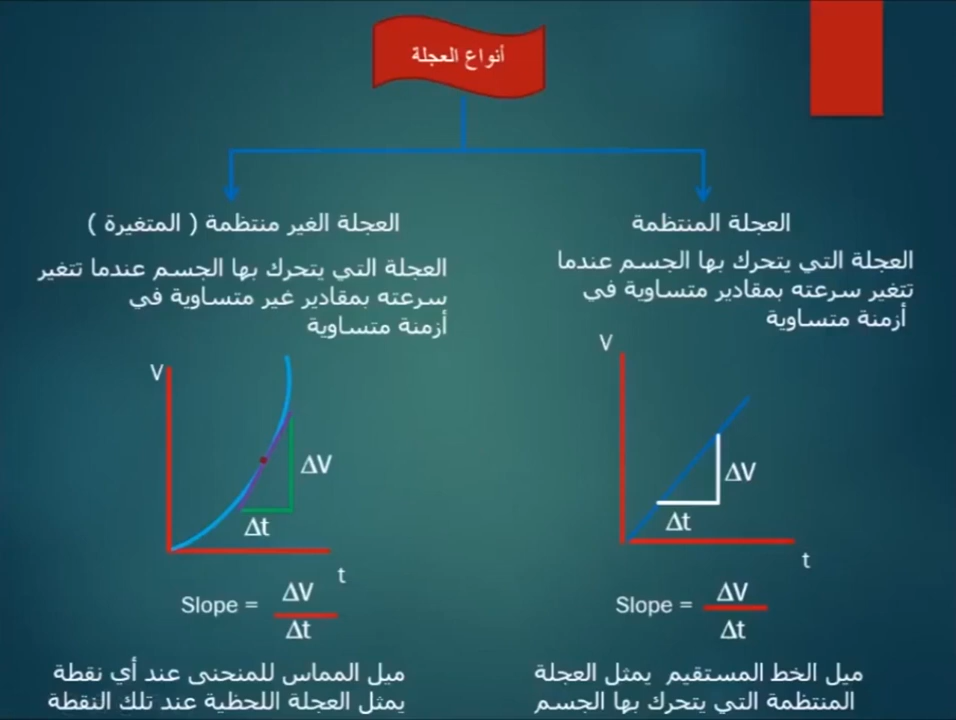 أنواع العجلة
العجلة المنتظمة
العجلة التي يتحرك بها الجسم عندما
تتغير سرعته بمقادير متساوية في
أزمنة متساوية
V
ΔV
Δt
t
Slope = ΔV
Δt
ميل الخط المستقيم يمثل العجلة
المنتظمة التي يتحرك بها الجسم
العجلة الغير منتظمة ( المتغيرة )
العجلة التي يتحرك بها الجسم عندما تتغير
سرعته بمقادير غير متساوية في
أزمنة متساوية
V
ΔV
Δt
t
Slope = ΔV
Δt
ميل المماس للمنحنى عند أي نقطة
يمثل العجلة اللحظية عند تلك النقطة